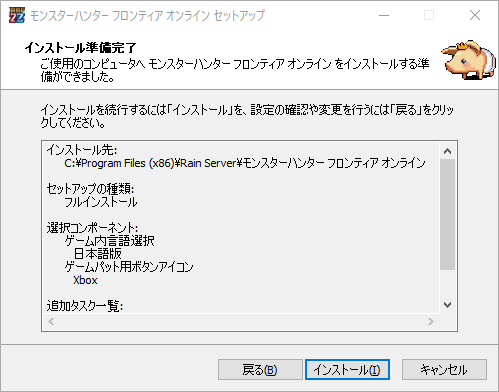 モンスターハンター フロンティア オンライン セットアップ
インストール準備完了
ご使用のコンピュータへ モンスターハンター フロンティア オンライン をインストールする準
備ができました。
インストールを続行するには「インストール」を、設定の確認や変更を行うには「戻る」をクリッ
クしてください。
インストール先:
C:¥Program Files (x86)¥Rain Server¥モンスターハンター フロンティア オンライン
セットアップの種類:
フルインストール
選択コンポーネント:
ゲーム内言語選択
日本語版
ゲームパット用ボタンアイコン
Xbox
追加タスク一覧:
戻る(B)
インストール(I)
キャンセル